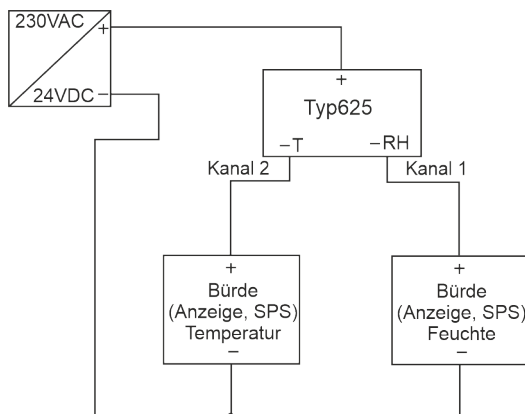 230VAC
+
24VDC −
+
Typ625
−T −RH
Kanal 2 Kanal 1
+
Bürde
(Anzeige, SPS)
Temperatur
−
+
Bürde
(Anzeige, SPS)
Feuchte
−